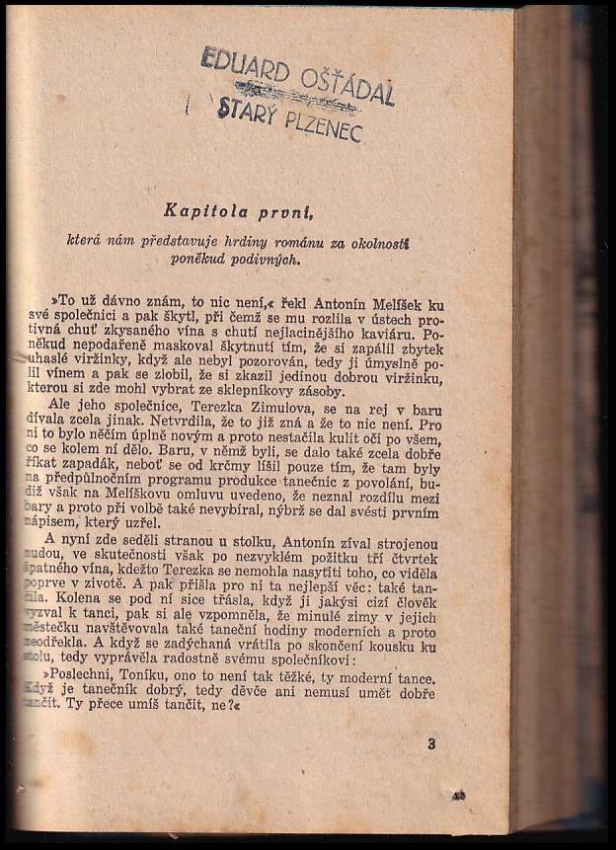 EDUARD OŠŤÁDAL
STARÝ PLZENEC
Kapitola první,
která nám představuje hrdiny románu za okolností
poněkud podivných.
»To už dávno znám, to nic není,« řekl Antonín Melíšek ku
své společnici a pak škytl, při čemž se mu rozlila v ústech pro-
tivná chuť zkysaného vína s chutí nejlacinějšího kaviáru. Po-
někud nepodařeně maskoval škytnutí tím, že si zapálil zbytek
uhaslé viržinky, když ale nebyl pozorován, tedy ji úmyslně po-
lil vínem a pak se zlobil, že si zkazil jedinou dobrou viržinku,
kterou si zde mohl vybrat ze sklepníkovy zásoby.
Ale jeho společnice, Terezka Zimulova, se na rej v baru
dívala zcela jinak. Netvrdila, že to již zná a že to nic není. Pro
ni to bylo něčím úplně novým a proto nestačila kulit oči po všem,
co se kolem ní dělo. Baru, v němž byli, se dalo také zcela dobře
říkat zapadák, neboť se od krčmy líšil pouze tím, že tam byly
na předpůlnočním programu produkce tanečnic z povolání, bu-
diž však na Melíškovu omluvu uvedeno, že neznal rozdílu mezi
bary a proto při volbě také nevybíral, nýbrž se dal svésti prvním
nápisem, který uzřel.
A nyní zde seděli stranou u stolku, Antonín zíval strojenou
nudou, ve skutečnosti však po nezvyklém požitku tří čtvrtek
špatného vína, kdežto Terezka se nemohla nasytíti toho, co viděla
poprve v životě. A pak přišla pro ni ta nejlepší věc: také tan-
čila. Kolena se pod ní sice třásla, když ji jakýsi cizí člověk
vyzval k tanci, pak si ale vzpomněla, že minulé zimy v jejich
městečku navštěvovala také taneční hodiny moderních a proto
neodřekla. A když se zadýchaná vrátila po skončení kousku ku
stolu, tedy vyprávěla radostně svému společníkovi:
»Poslechni, Toníku, ono to není tak těžké, ty moderní tance.
Když je tanečník dobrý, tedy děvče ani nemusí umět dobře
tančit. Ty přece umíš tančit, ne?«
3